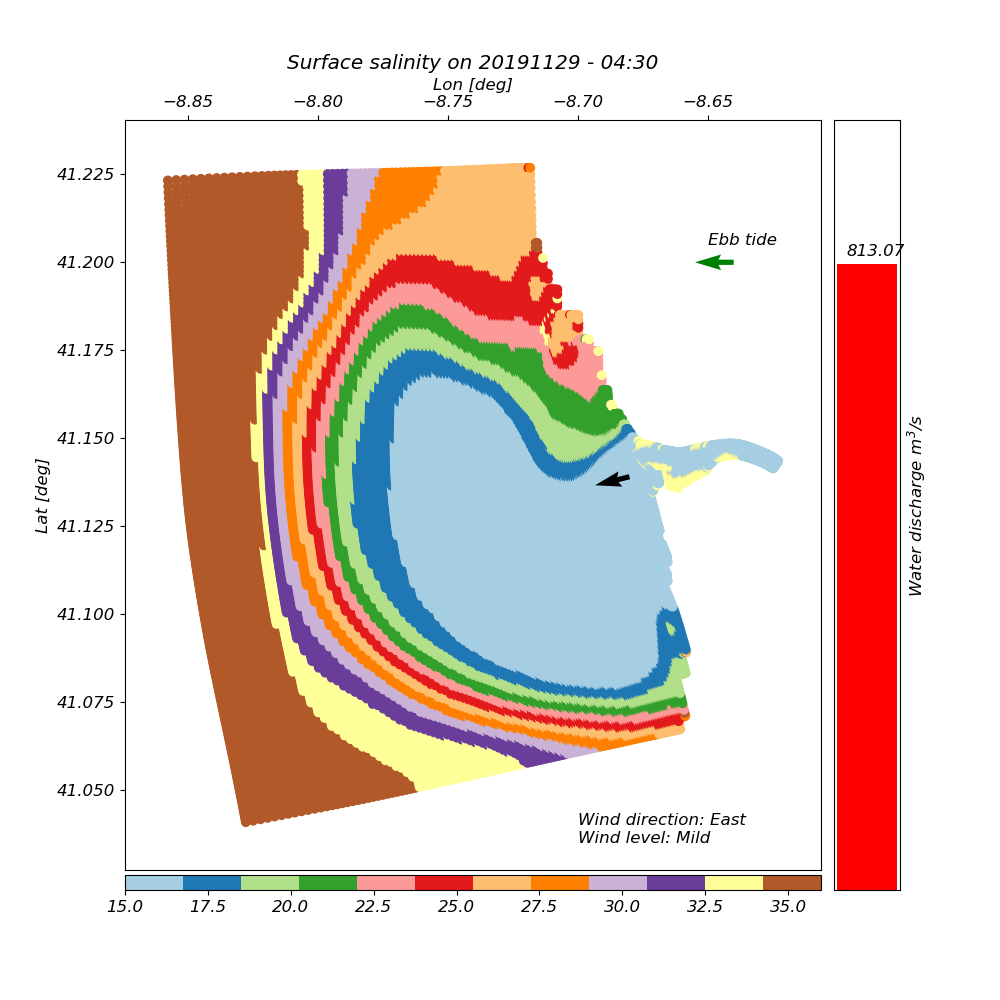 Surface salinity on 20191129 - 04:30
Lon [deg]
−8.85 −8.80 −8.75 −8.70 −8.65
41.225
41.200
41.175
41.150
41.125
41.100
41.075
41.050
Lat [deg]
Ebb tide
813.07
Water discharge m³/s
Wind direction: East
Wind level: Mild
15.0 17.5 20.0 22.5 25.0 27.5 30.0 32.5 35.0